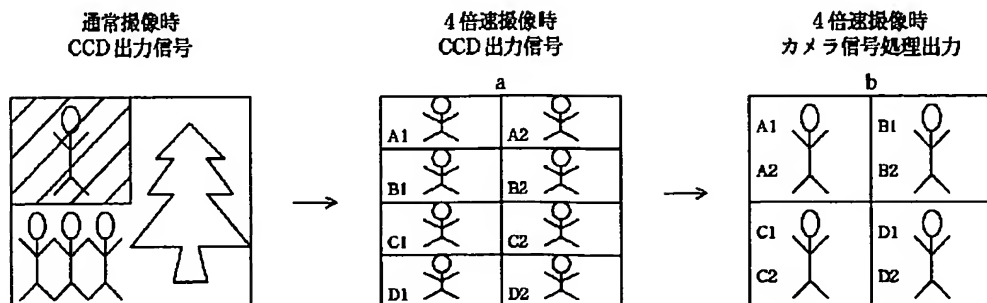 通常撮像時
CCD出力信号
4倍速撮像時
CCD出力信号
a
A1
A2
B1
B2
C1
C2
D1
D2
4倍速撮像時
カメラ信号処理出力
b
A1
B1
A2
B2
C1
D1
C2
D2